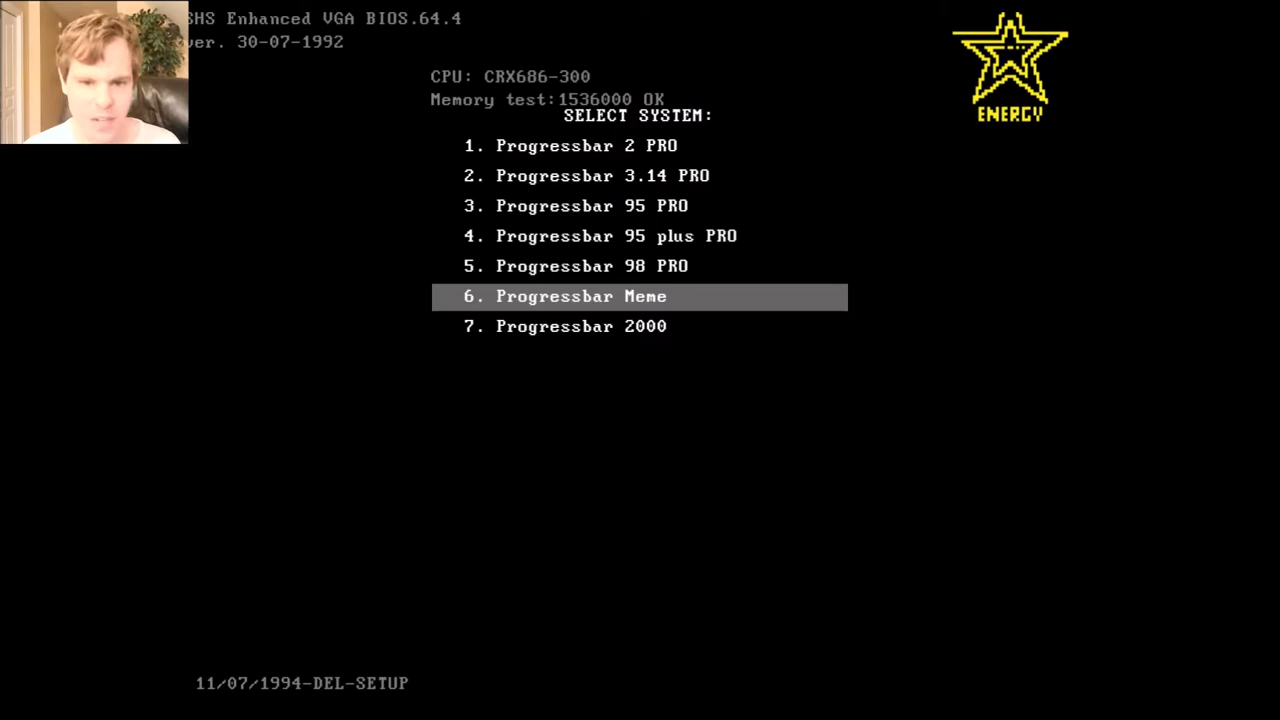 SHS Enhanced VGA BIOS.64.4
ver. 30-07-1992
CPU: CRX686-300
Memory test:1536000 OK
ENERGY
SELECT SYSTEM:
1. Progressbar 2 PRO
2. Progressbar 3.14 PRO
3. Progressbar 95 PRO
4. Progressbar 95 plus PRO
5. Progressbar 98 PRO
6. Progressbar Meme
7. Progressbar 2000
11/07/1994-DEL-SETUP